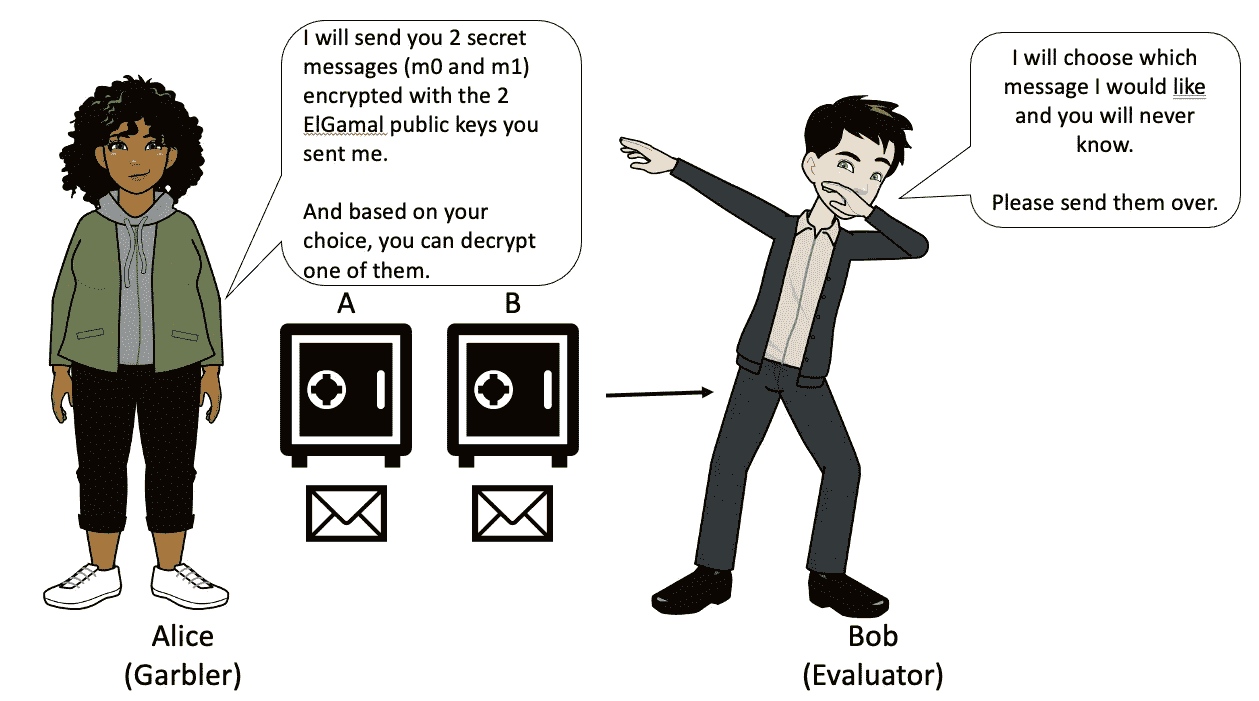 I will send you 2 secret
messages (m0 and m1)
encrypted with the 2
ElGamal public keys you
sent me.
And based on your
choice, you can decrypt
one of them.
I will choose which
message I would like
and you will never
know.
Please send them over.
A
B
Alice
(Garbler)
Bob
(Evaluator)